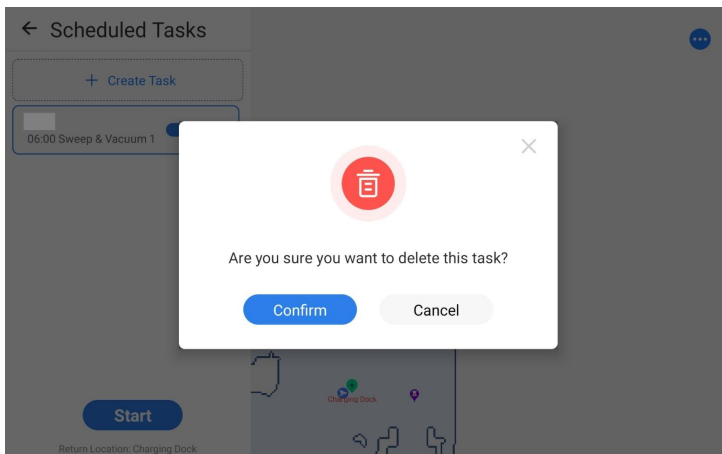 Scheduled Tasks
+ Create Task
06:00 Sweep & Vacuum 1
Are you sure you want to delete this task?
Confirm
Cancel
Charging Dock
Start
Return Location: Charging Dock